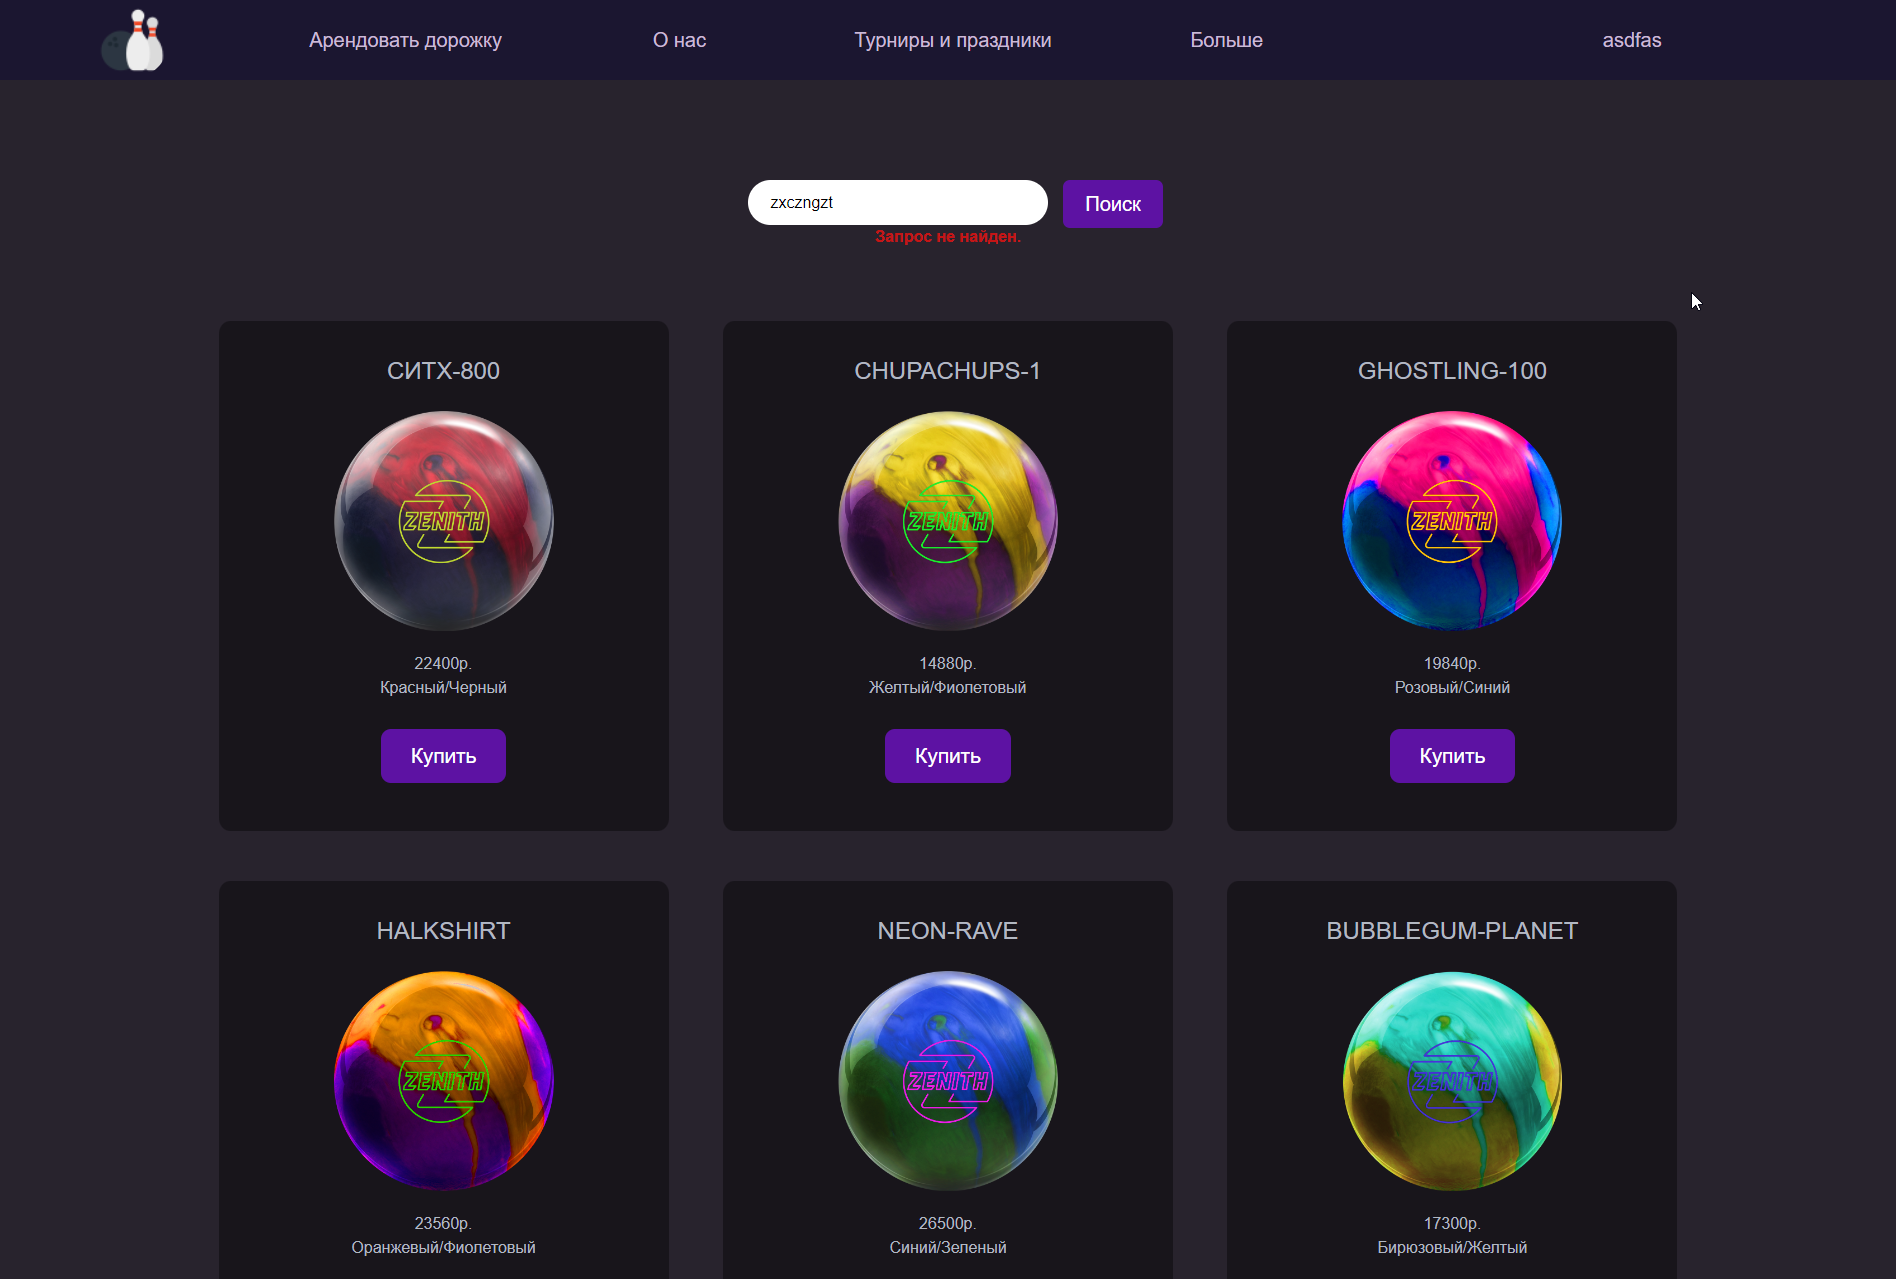 Арендовать дорожку
О нас
Турниры и праздники
Больше
asdfas
zxczngzt
Поиск
Запрос не найден.
СИТХ-800
CHUPACHUPS-1
GHOSTLING-100
ZENITH
ZENITH
ZENITH
22400р.
14880р.
19840р.
Красный/Черный
Желтый/Фиолетовый
Розовый/Синий
Купить
Купить
Купить
HALKSHIRT
NEON-RAVE
BUBBLEGUM-PLANET
ZENITH
ZENITH
ZENITH
23560р.
26500р.
17300р.
Оранжевый/Фиолетовый
Синий/Зеленый
Бирюзовый/Желтый